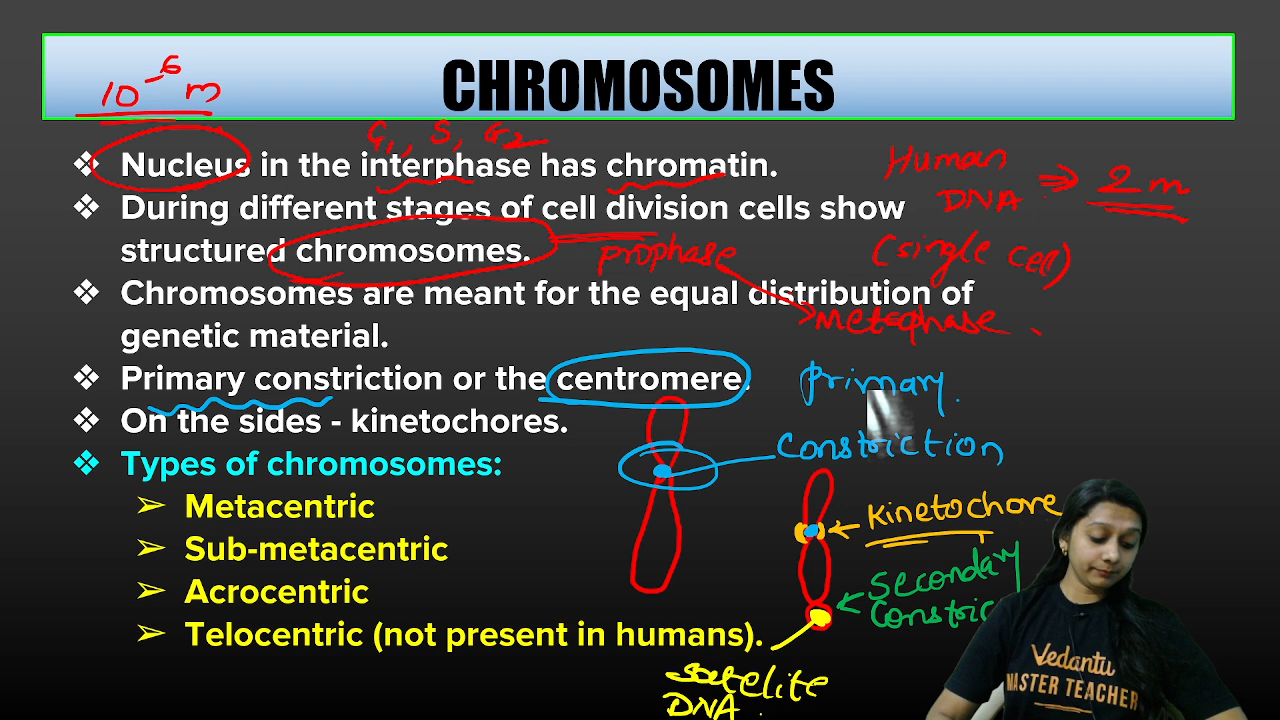 CHROMOSOMES
10^-6 m
G1, S, G2
❖ Nucleus in the interphase has chromatin.
❖ During different stages of cell division cells show
structured chromosomes.
❖ Chromosomes are meant for the equal distribution of
genetic material.
❖ Primary constriction or the centromere.
❖ On the sides - kinetochores.
❖ Types of chromosomes:
➢ Metacentric
➢ Sub-metacentric
➢ Acrocentric
➢ Telocentric (not present in humans).
Human
DNA ⇒ 2m
(single cell)
prophase
Metaphase
Primary
Constriction
Kinetochore
Secondary
Constric
Satelite
DNA
Vedantu
MASTER TEACHER